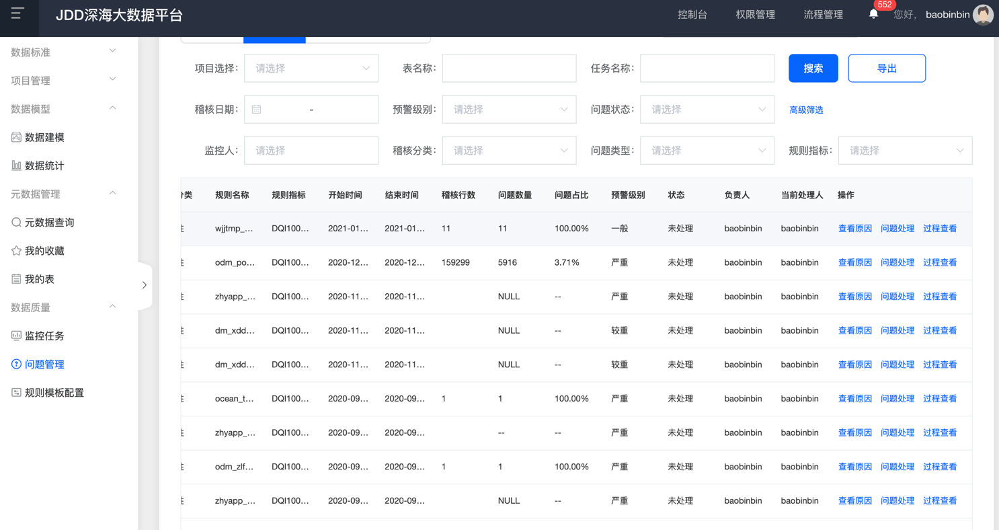 JDD深海大数据平台
控制台 权限管理 流程管理 552 您好， baobinbin
数据标准
项目管理
数据模型
数据建模
数据统计
元数据管理
元数据查询
我的收藏
我的表
数据质量
监控任务
问题管理
规则模板配置
项目选择： 请选择 表名称： 任务名称： 搜索 导出
稽核日期： - 预警级别： 请选择 问题状态： 请选择 高级筛选
监控人： 请选择 稽核分类： 请选择 问题类型： 请选择 规则指标： 请选择
类 规则名称 规则指标 开始时间 结束时间 稽核行数 问题数量 问题占比 预警级别 状态 负责人 当前处理人 操作
wjjtmp_... DQI100... 2021-01... 2021-01... 11 11 100.00% 一般 未处理 baobinbin baobinbin 查看原因 问题处理 过程查看
odm_po... DQI100... 2020-12... 2020-12... 159299 5916 3.71% 严重 未处理 baobinbin baobinbin 查看原因 问题处理 过程查看
zhyapp_... DQI100... 2020-11... 2020-11... NULL -- 严重 未处理 baobinbin baobinbin 查看原因 问题处理 过程查看
dm_xdd... DQI100... 2020-11... 2020-11... NULL -- 较重 未处理 baobinbin baobinbin 查看原因 问题处理 过程查看
dm_xdd... DQI100... 2020-11... 2020-11... NULL -- 较重 未处理 baobinbin baobinbin 查看原因 问题处理 过程查看
ocean_t... DQI100... 2020-09... 2020-09... 1 1 100.00% 严重 未处理 baobinbin baobinbin 查看原因 问题处理 过程查看
zhyapp_... DQI100... 2020-09... 2020-09... -- -- 严重 未处理 baobinbin baobinbin 查看原因 问题处理 过程查看
odm_zlf... DQI100... 2020-09... 2020-09... 1 1 100.00% 严重 未处理 baobinbin baobinbin 查看原因 问题处理 过程查看
zhyapp_... DQI100... 2020-09... 2020-09... NULL -- 严重 未处理 baobinbin baobinbin 查看原因 问题处理 过程查看